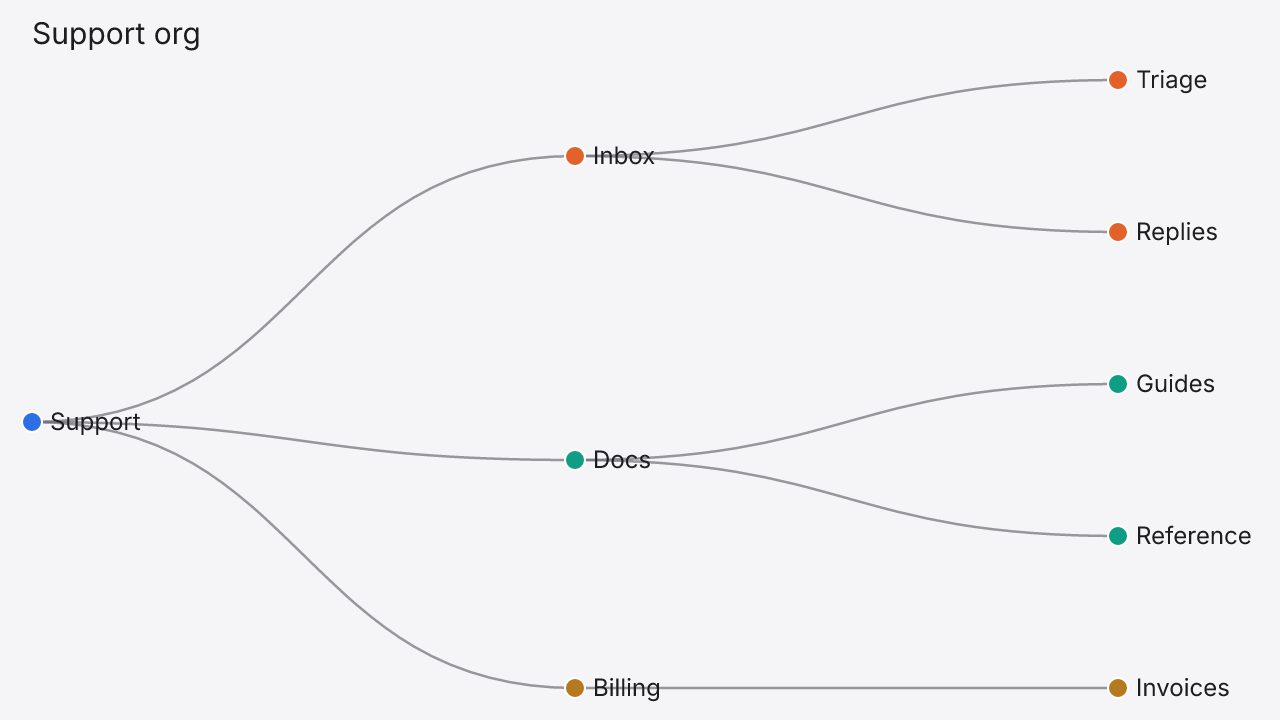 Support org
Support
Inbox
Triage
Replies
Docs
Guides
Reference
Billing
Invoices